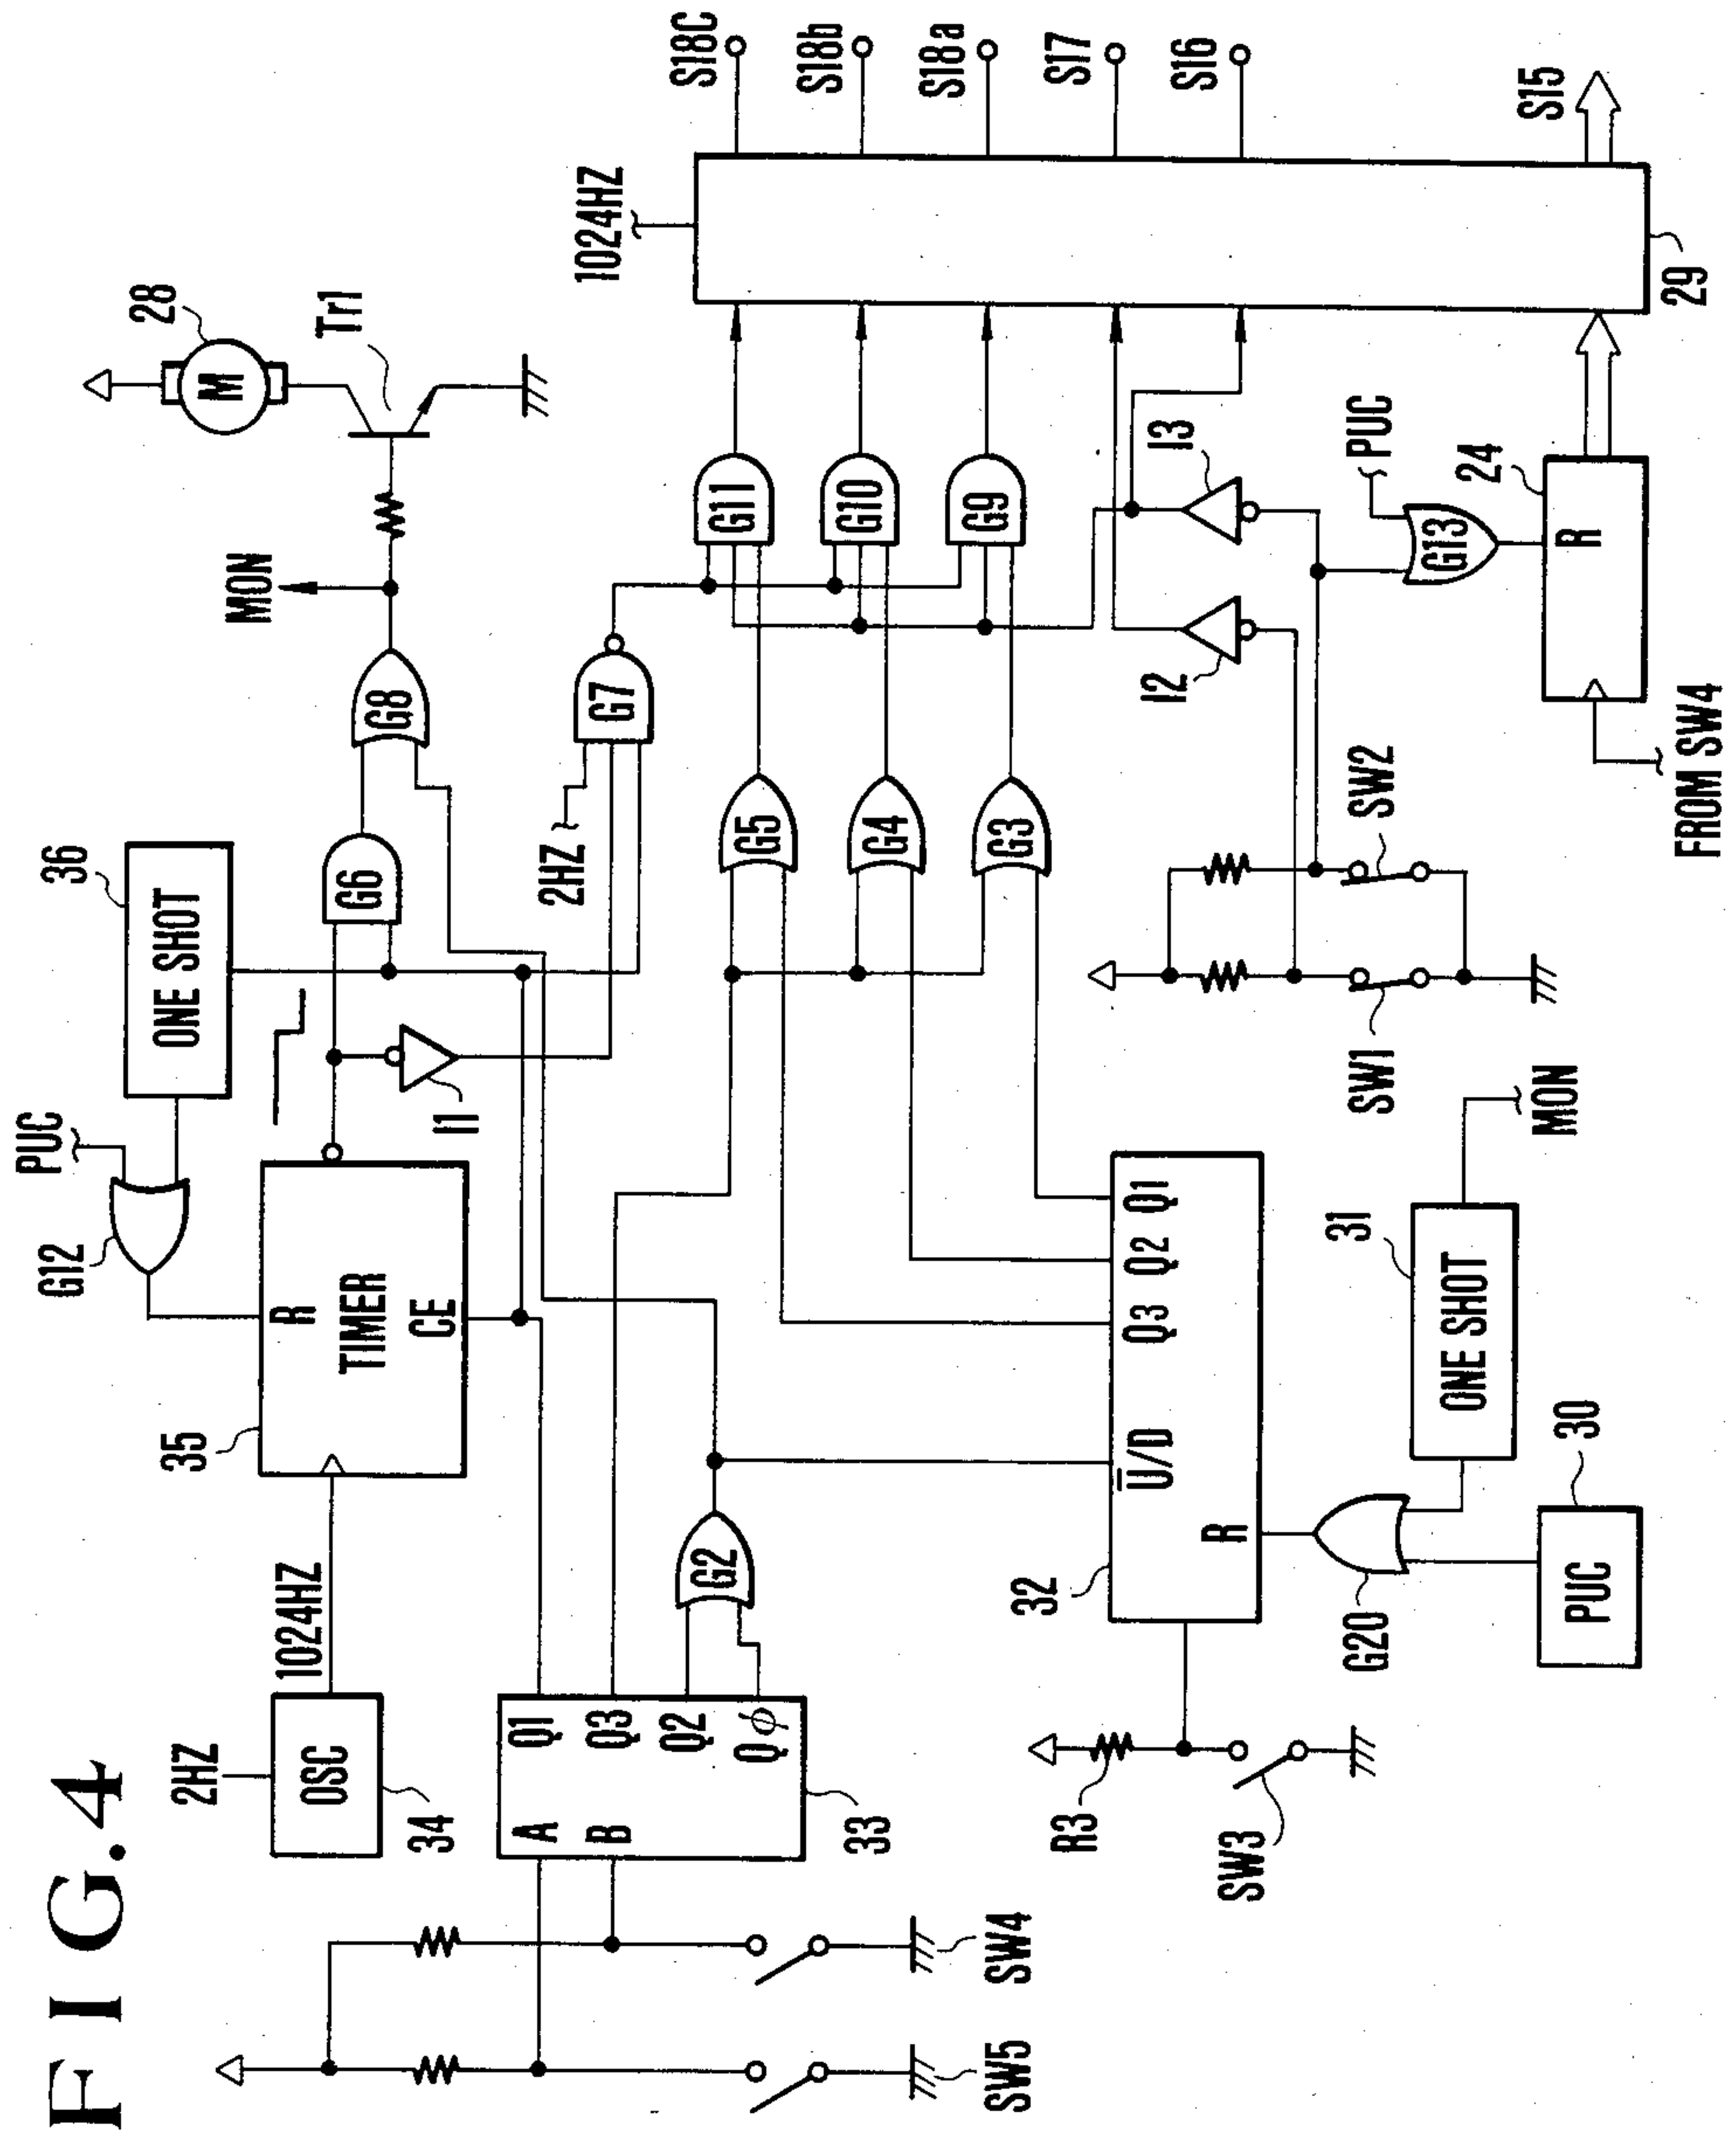 FIG.4
2HZ
OSC
34
1024HZ
35
R
TIMER
CE
G12
PUC
36
ONE SHOT
I1
G6
G8
MON
28
M
Tr1
2HZ
G7
A
B
Q1
Q3
Q2
Qϕ
33
SW5
SW4
G2
G5
G4
G3
G11
G10
G9
1024HZ
29
S18C
S18b
S18a
S17
S16
S15
R3
SW3
32
U̅/D
Q3
Q2
Q1
R
G20
PUC
30
ONE SHOT
31
MON
SW1
SW2
I2
I3
G13
PUC
24
R
FROM SW4